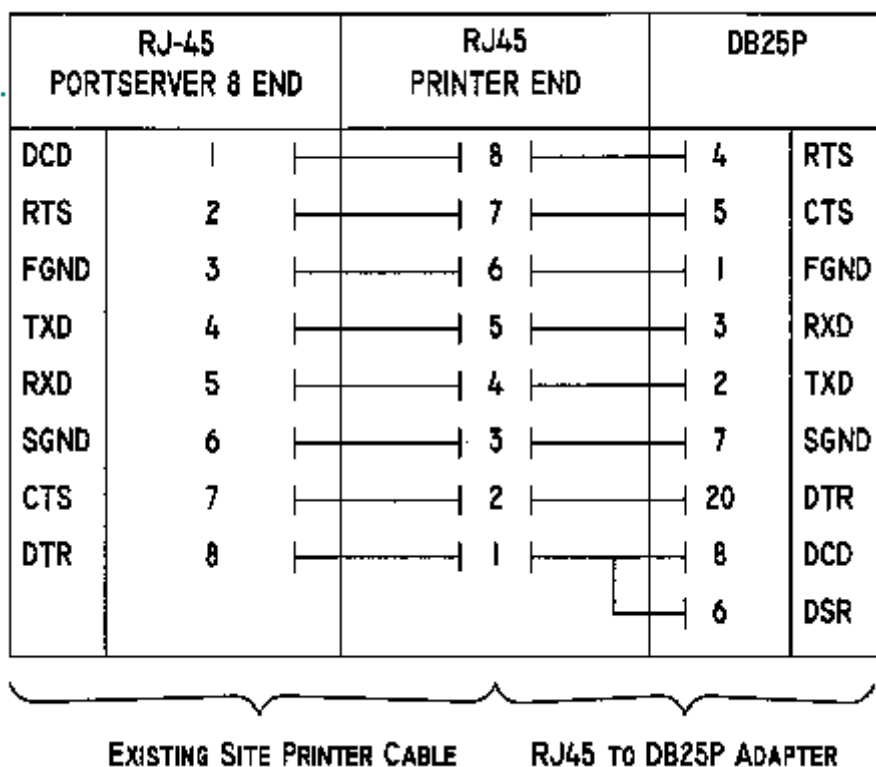 RJ-45 PORTSERVER 8 END
RJ45 PRINTER END
DB25P
DCD 1 8 4 RTS
RTS 2 7 5 CTS
FGND 3 6 1 FGND
TXD 4 5 3 RXD
RXD 5 4 2 TXD
SGND 6 3 7 SGND
CTS 7 2 20 DTR
DTR 8 1 8 DCD
6 DSR
EXISTING SITE PRINTER CABLE
RJ45 TO DB25P ADAPTER